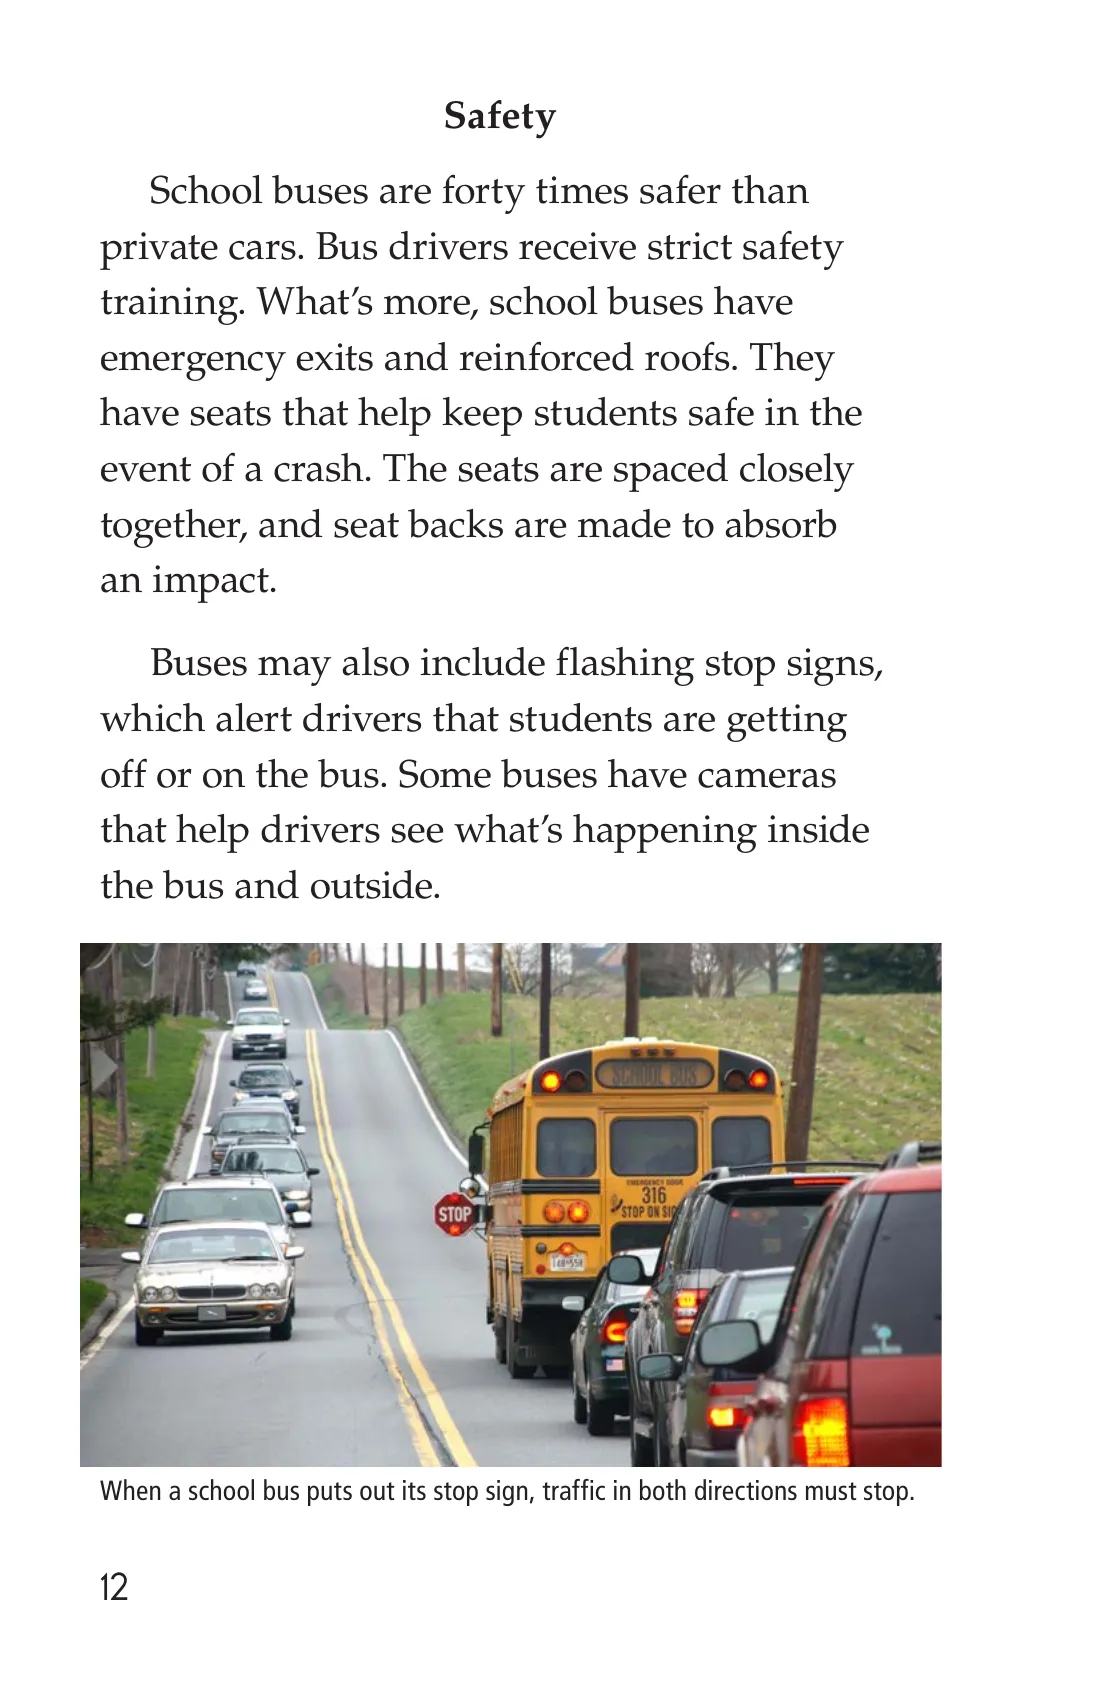 Safety
School buses are forty times safer than
private cars. Bus drivers receive strict safety
training. What’s more, school buses have
emergency exits and reinforced roofs. They
have seats that help keep students safe in the
event of a crash. The seats are spaced closely
together, and seat backs are made to absorb
an impact.
Buses may also include flashing stop signs,
which alert drivers that students are getting
off or on the bus. Some buses have cameras
that help drivers see what’s happening inside
the bus and outside.
SCHOOL BUS
EMERGENCY DOOR
316
STOP
STOP ON
When a school bus puts out its stop sign, traffic in both directions must stop.
12